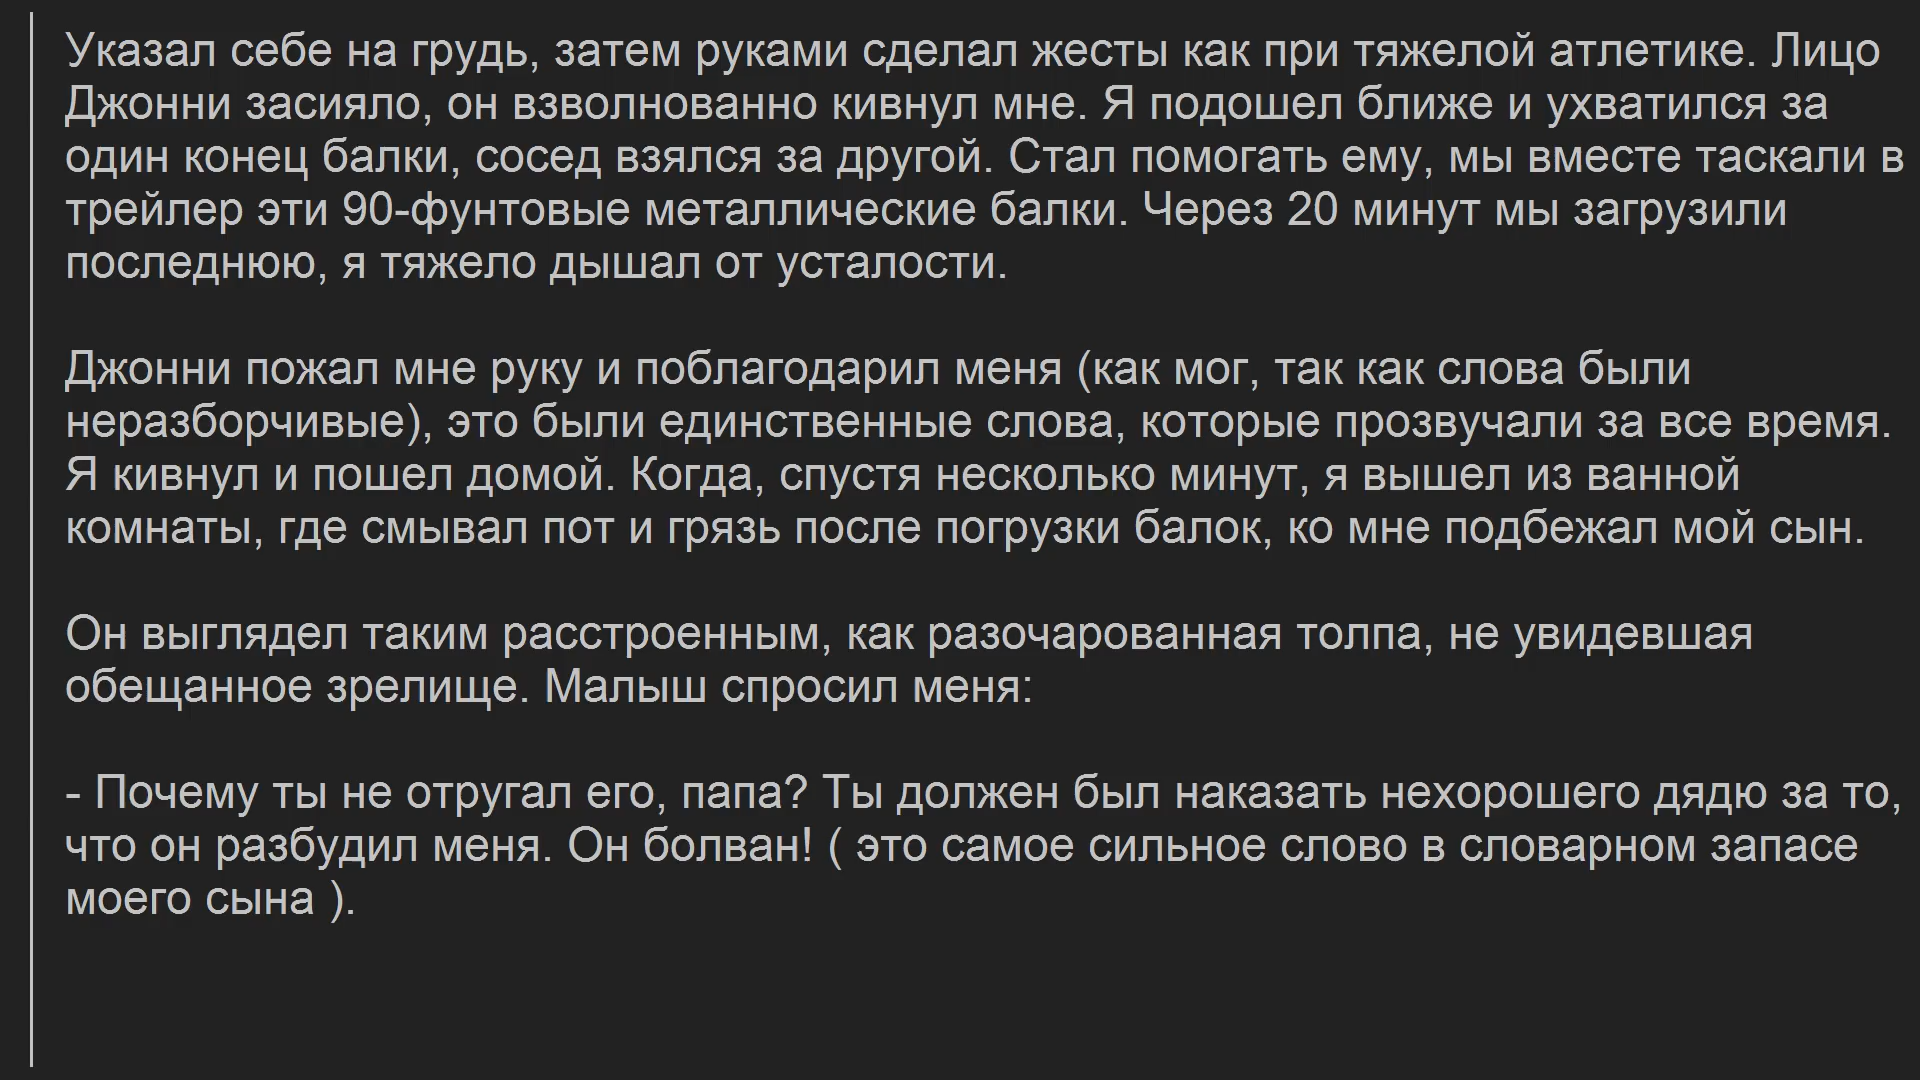 Указал себе на грудь, затем руками сделал жесты как при тяжелой атлетике. Лицо
Джонни засияло, он взволнованно кивнул мне. Я подошел ближе и ухватился за
один конец балки, сосед взялся за другой. Стал помогать ему, мы вместе таскали в
трейлер эти 90-фунтовые металлические балки. Через 20 минут мы загрузили
последнюю, я тяжело дышал от усталости.
Джонни пожал мне руку и поблагодарил меня (как мог, так как слова были
неразборчивые), это были единственные слова, которые прозвучали за все время.
Я кивнул и пошел домой. Когда, спустя несколько минут, я вышел из ванной
комнаты, где смывал пот и грязь после погрузки балок, ко мне подбежал мой сын.
Он выглядел таким расстроенным, как разочарованная толпа, не увидевшая
обещанное зрелище. Малыш спросил меня:
- Почему ты не отругал его, папа? Ты должен был наказать нехорошего дядю за то,
что он разбудил меня. Он болван! ( это самое сильное слово в словарном запасе
моего сына ).